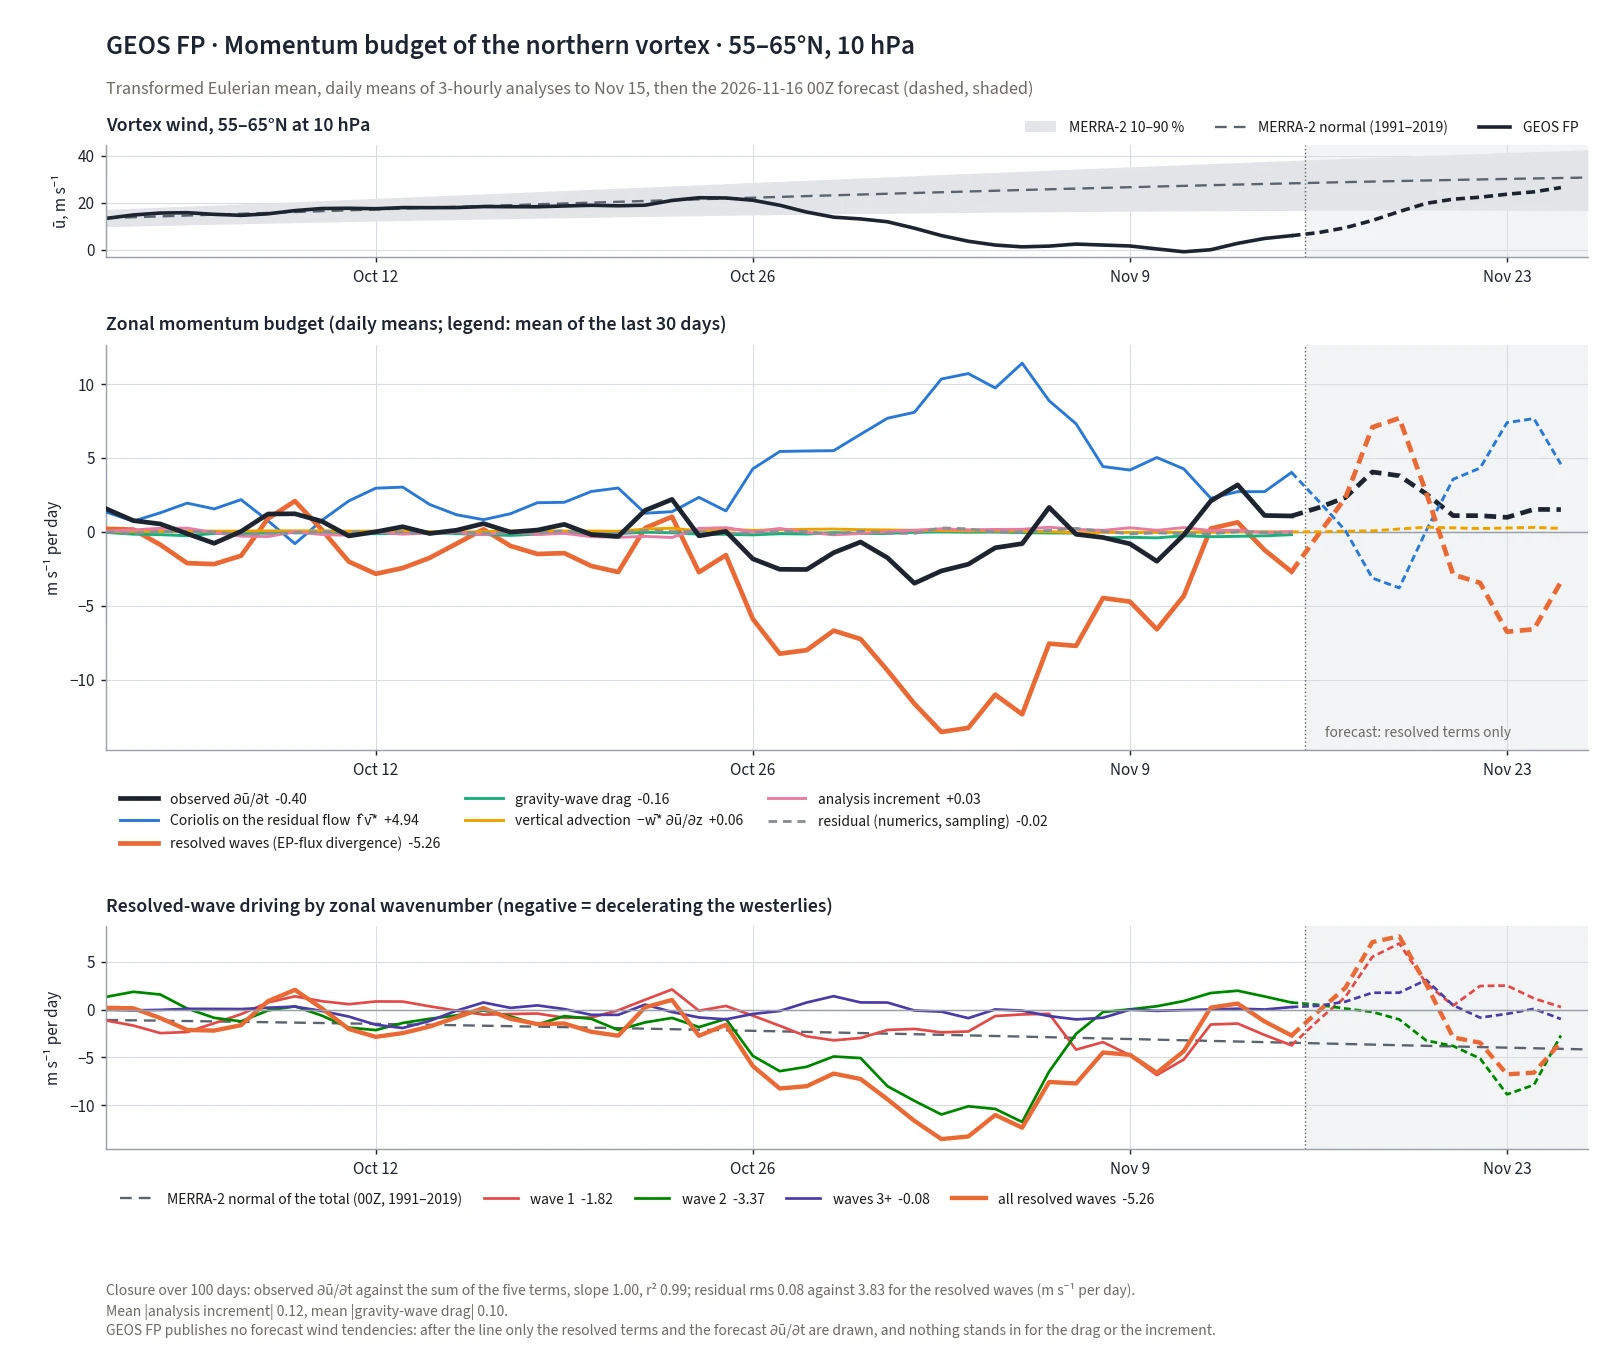 GEOS FP · Momentum budget of the northern vortex · 55–65°N, 10 hPa
Transformed Eulerian mean, daily means of 3-hourly analyses to Nov 15, then the 2026-11-16 00Z forecast (dashed, shaded)
Vortex wind, 55–65°N at 10 hPa
MERRA-2 10–90 %
MERRA-2 normal (1991–2019)
GEOS FP
ū, m s⁻¹
40
20
0
Oct 12
Oct 26
Nov 9
Nov 23
Zonal momentum budget (daily means; legend: mean of the last 30 days)
m s⁻¹ per day
10
5
0
−5
−10
forecast: resolved terms only
Oct 12
Oct 26
Nov 9
Nov 23
observed ∂ū/∂t -0.40
Coriolis on the residual flow f v̄* +4.94
resolved waves (EP-flux divergence) -5.26
gravity-wave drag -0.16
vertical advection −w̄* ∂ū/∂z +0.06
analysis increment +0.03
residual (numerics, sampling) -0.02
Resolved-wave driving by zonal wavenumber (negative = decelerating the westerlies)
m s⁻¹ per day
5
0
−5
−10
Oct 12
Oct 26
Nov 9
Nov 23
MERRA-2 normal of the total (00Z, 1991–2019)
wave 1 -1.82
wave 2 -3.37
waves 3+ -0.08
all resolved waves -5.26
Closure over 100 days: observed ∂ū/∂t against the sum of the five terms, slope 1.00, r² 0.99; residual rms 0.08 against 3.83 for the resolved waves (m s⁻¹ per day).
Mean |analysis increment| 0.12, mean |gravity-wave drag| 0.10.
GEOS FP publishes no forecast wind tendencies: after the line only the resolved terms and the forecast ∂ū/∂t are drawn, and nothing stands in for the drag or the increment.